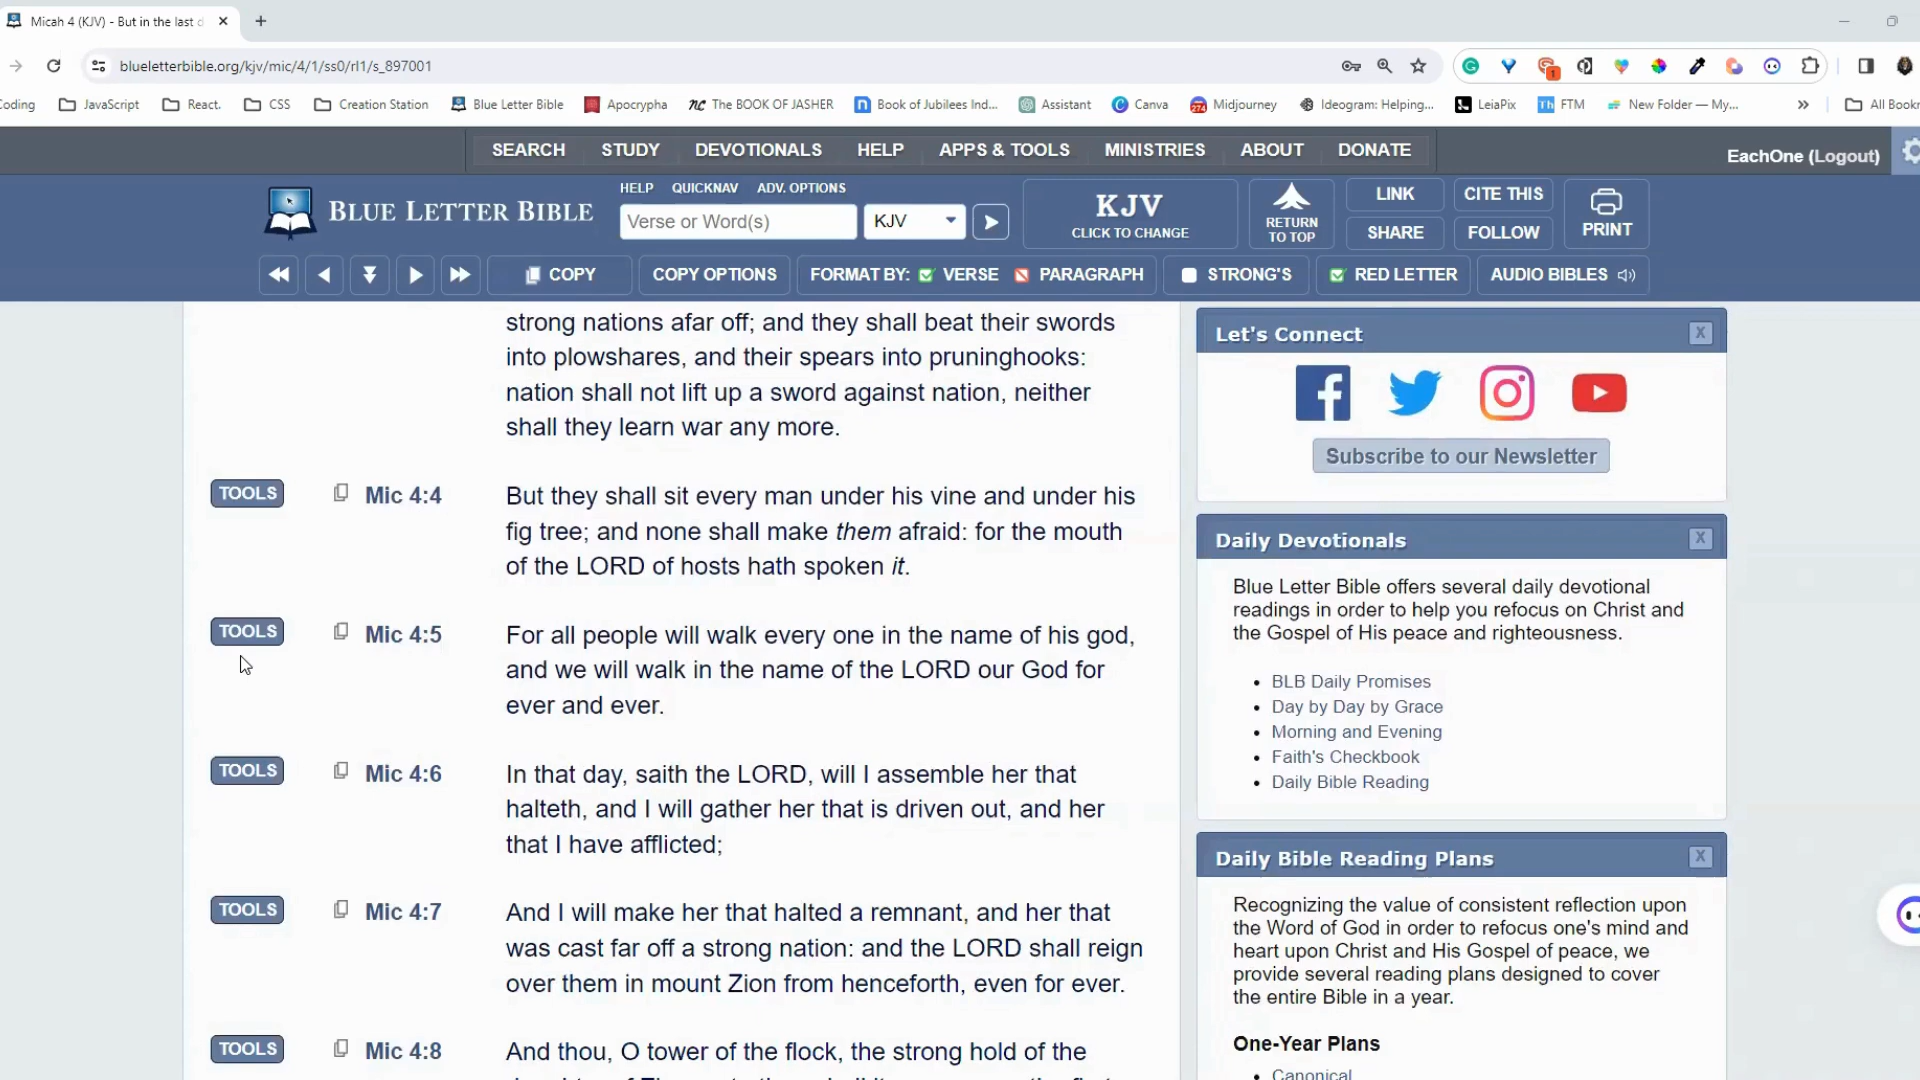 Micah 4 (KJV) - But in the last d
blueletterbible.org/kjv/mic/4/1/ss0/rl1/s_897001
1
Coding
JavaScript
React.
CSS
Creation Station
Blue Letter Bible
Apocrypha
The BOOK OF JASHER
Book of Jubilees Ind...
Assistant
Canva
Midjourney
Ideogram: Helping...
LeiaPix
FTM
New Folder — My...
»
All Bookr
SEARCH STUDY DEVOTIONALS HELP APPS & TOOLS MINISTRIES ABOUT DONATE
EachOne (Logout)
BLUE LETTER BIBLE
HELP QUICKNAV ADV. OPTIONS
Verse or Word(s)
KJV
KJV
CLICK TO CHANGE
RETURN
TO TOP
LINK
CITE THIS
SHARE
FOLLOW
PRINT
COPY
COPY OPTIONS
FORMAT BY: VERSE PARAGRAPH
STRONG'S
RED LETTER
AUDIO BIBLES
strong nations afar off; and they shall beat their swords
into plowshares, and their spears into pruninghooks:
nation shall not lift up a sword against nation, neither
shall they learn war any more.
TOOLS Mic 4:4 But they shall sit every man under his vine and under his
fig tree; and none shall make them afraid: for the mouth
of the LORD of hosts hath spoken it.
TOOLS Mic 4:5 For all people will walk every one in the name of his god,
and we will walk in the name of the LORD our God for
ever and ever.
TOOLS Mic 4:6 In that day, saith the LORD, will I assemble her that
halteth, and I will gather her that is driven out, and her
that I have afflicted;
TOOLS Mic 4:7 And I will make her that halted a remnant, and her that
was cast far off a strong nation: and the LORD shall reign
over them in mount Zion from henceforth, even for ever.
TOOLS Mic 4:8 And thou, O tower of the flock, the strong hold of the
Let's Connect X
Subscribe to our Newsletter
Daily Devotionals X
Blue Letter Bible offers several daily devotional
readings in order to help you refocus on Christ and
the Gospel of His peace and righteousness.
• BLB Daily Promises
• Day by Day by Grace
• Morning and Evening
• Faith's Checkbook
• Daily Bible Reading
Daily Bible Reading Plans X
Recognizing the value of consistent reflection upon
the Word of God in order to refocus one's mind and
heart upon Christ and His Gospel of peace, we
provide several reading plans designed to cover
the entire Bible in a year.
One-Year Plans
• Canonical